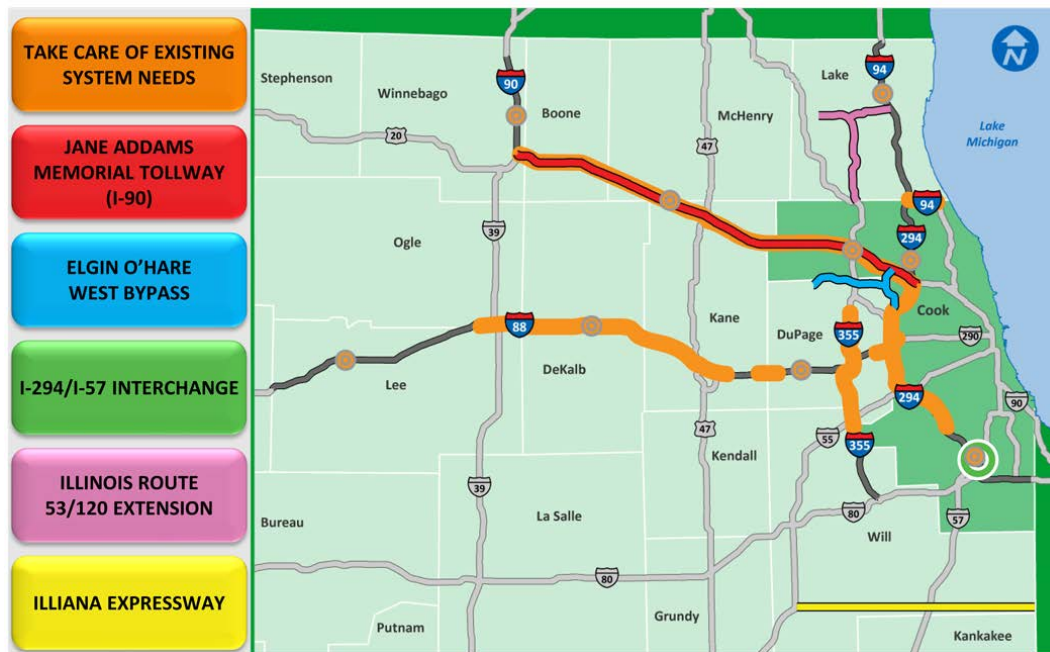 TAKE CARE OF EXISTING
SYSTEM NEEDS
JANE ADDAMS
MEMORIAL TOLLWAY
(I-90)
ELGIN O'HARE
WEST BYPASS
I-294/I-57 INTERCHANGE
ILLINOIS ROUTE
53/120 EXTENSION
ILLIANA EXPRESSWAY
Stephenson
Winnebago
90
Boone
McHenry
Lake
94
N
Lake
Michigan
20
47
94
Ogle
39
294
Cook
Kane
DuPage
355
290
88
Lee
DeKalb
294
90
47
55
355
Kendall
39
La Salle
80
57
Bureau
Will
80
Grundy
Putnam
Kankakee